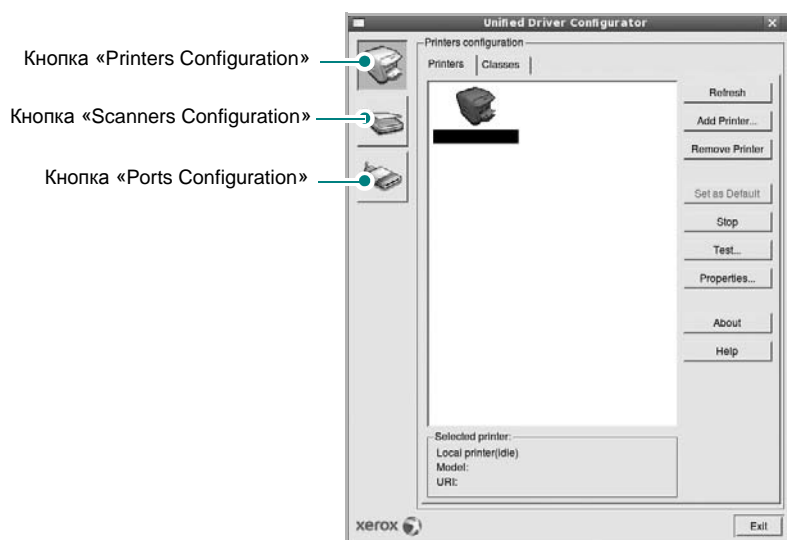 Unified Driver Configurator
Кнопка «Printers Configuration»
Кнопка «Scanners Configuration»
Кнопка «Ports Configuration»
Printers configuration
Printers
Classes
Refresh
Add Printer...
Remove Printer
Set as Default
Stop
Test...
Properties...
About
Help
Selected printer:
Local printer(idle)
Model:
URI:
xerox
Exit